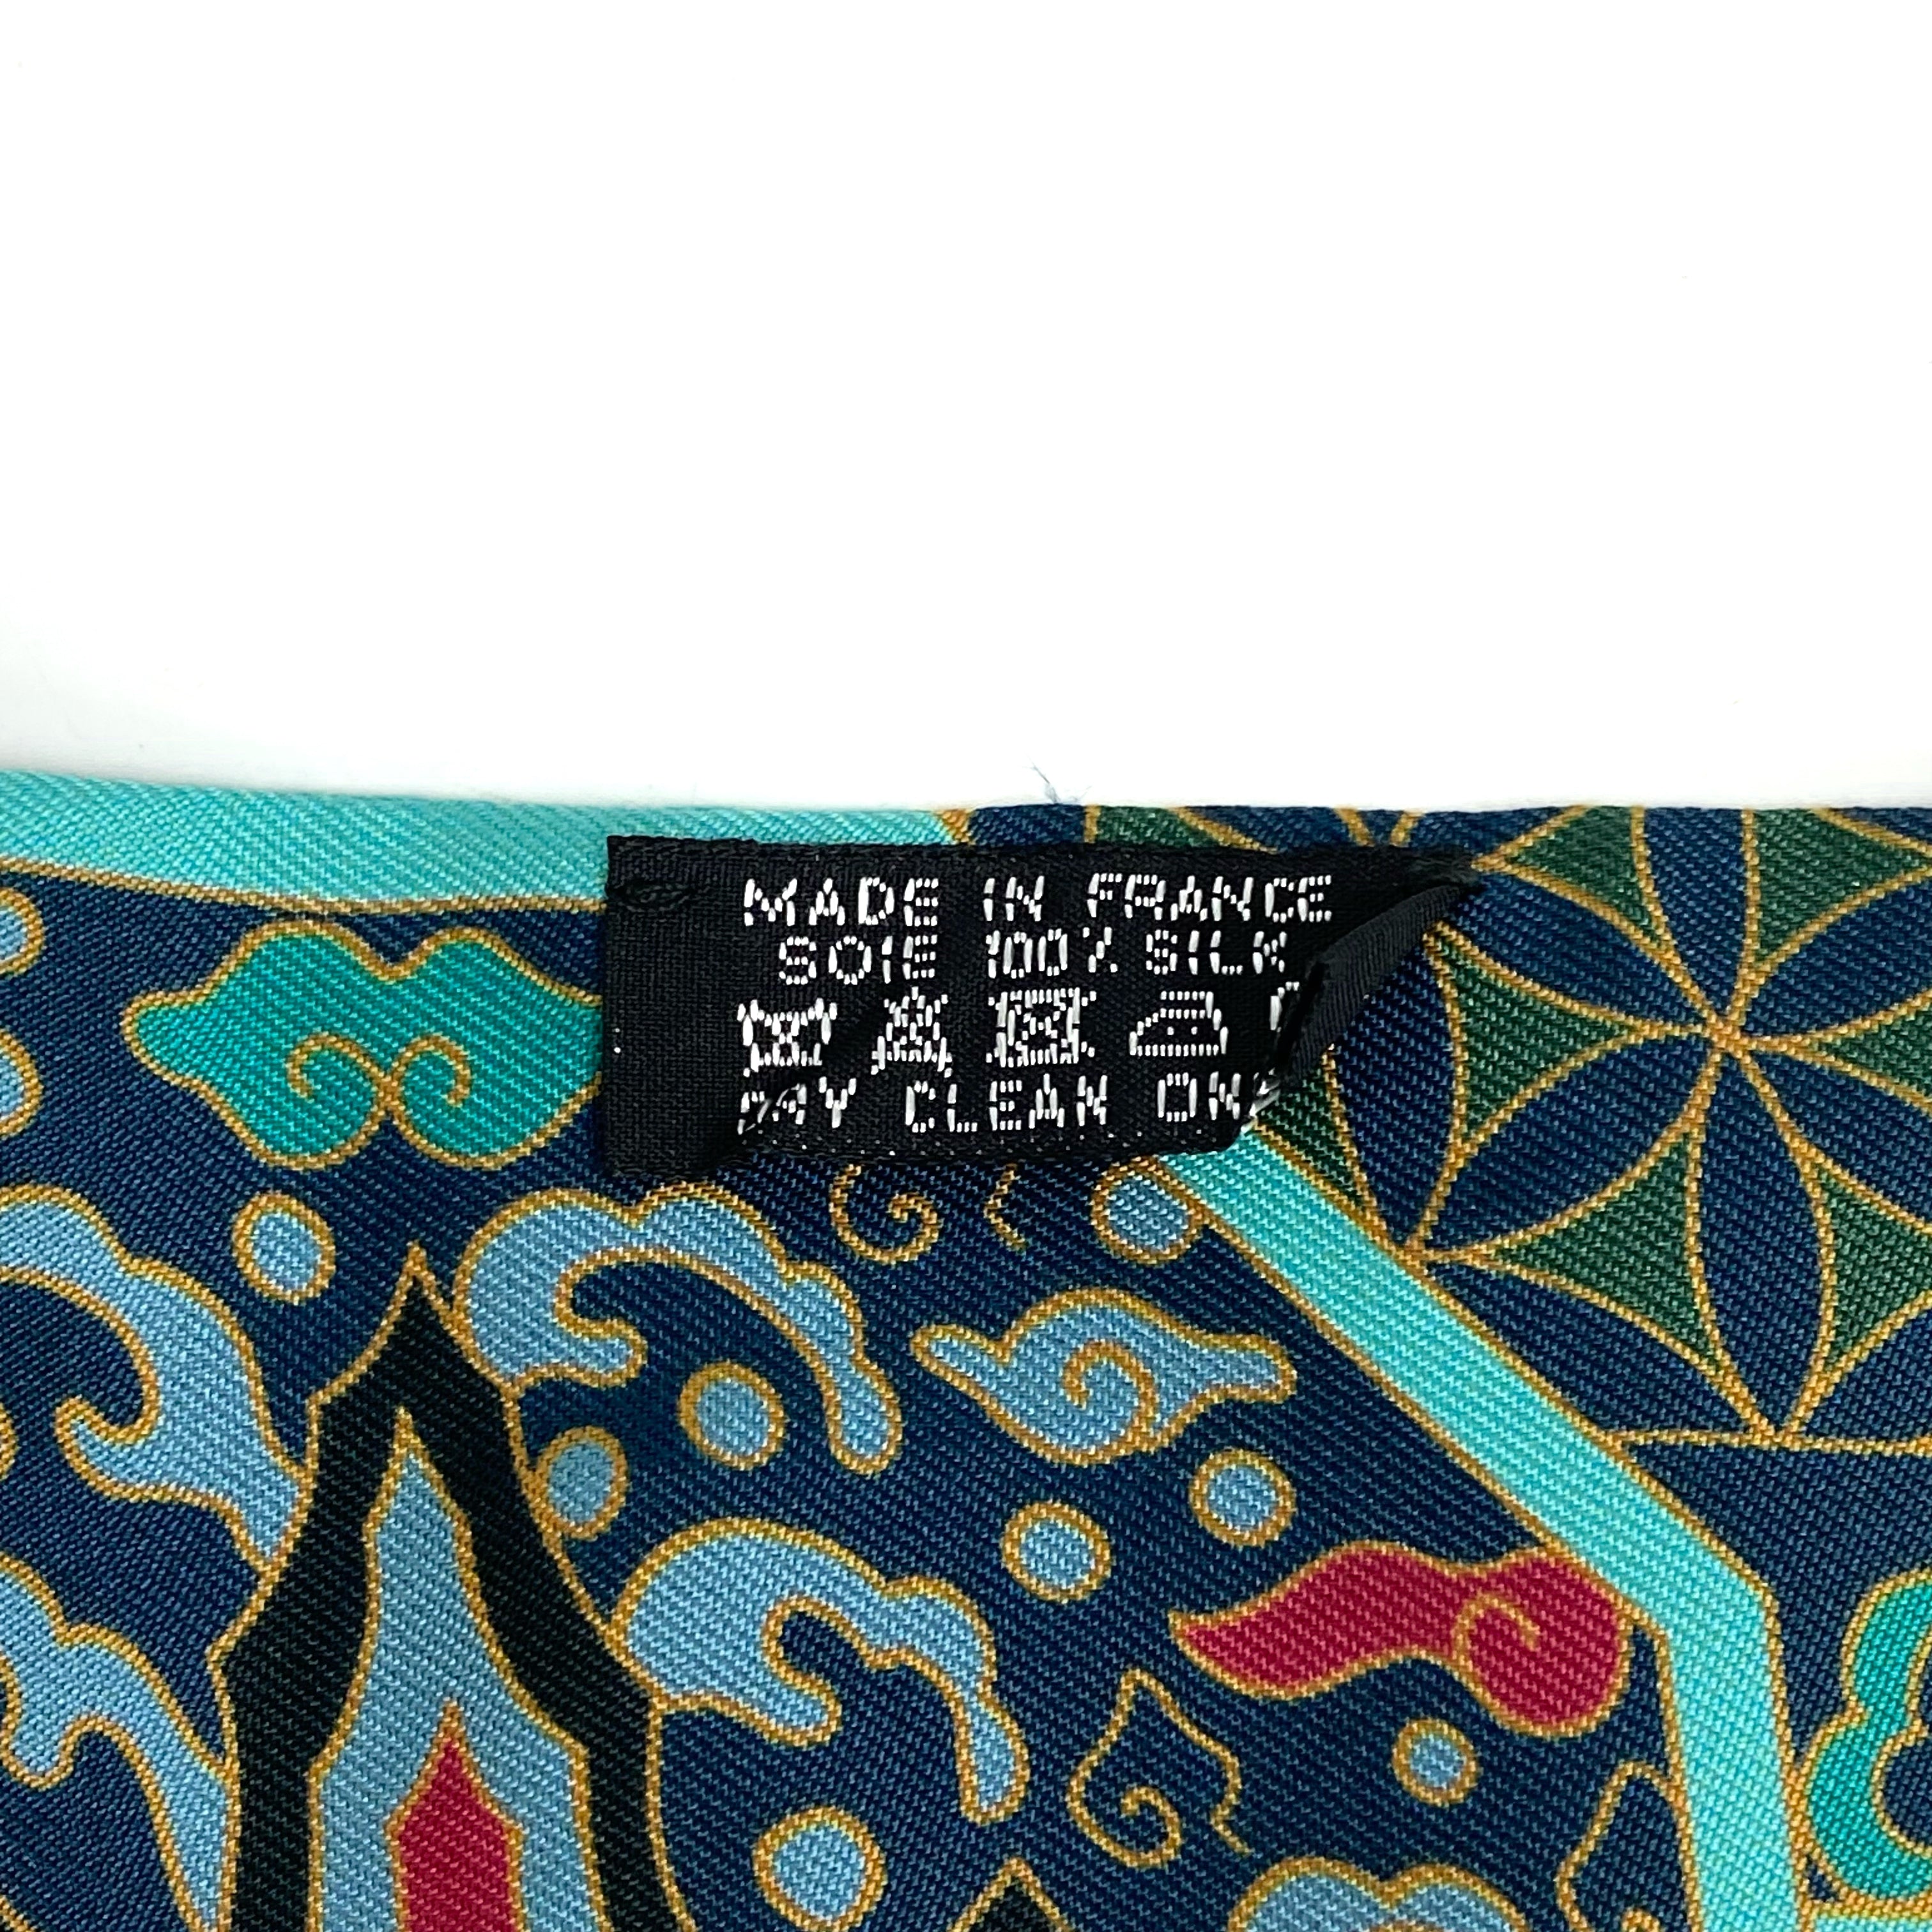 MADE IN FRANCE
SOIE 100% SILK
DRY CLEAN